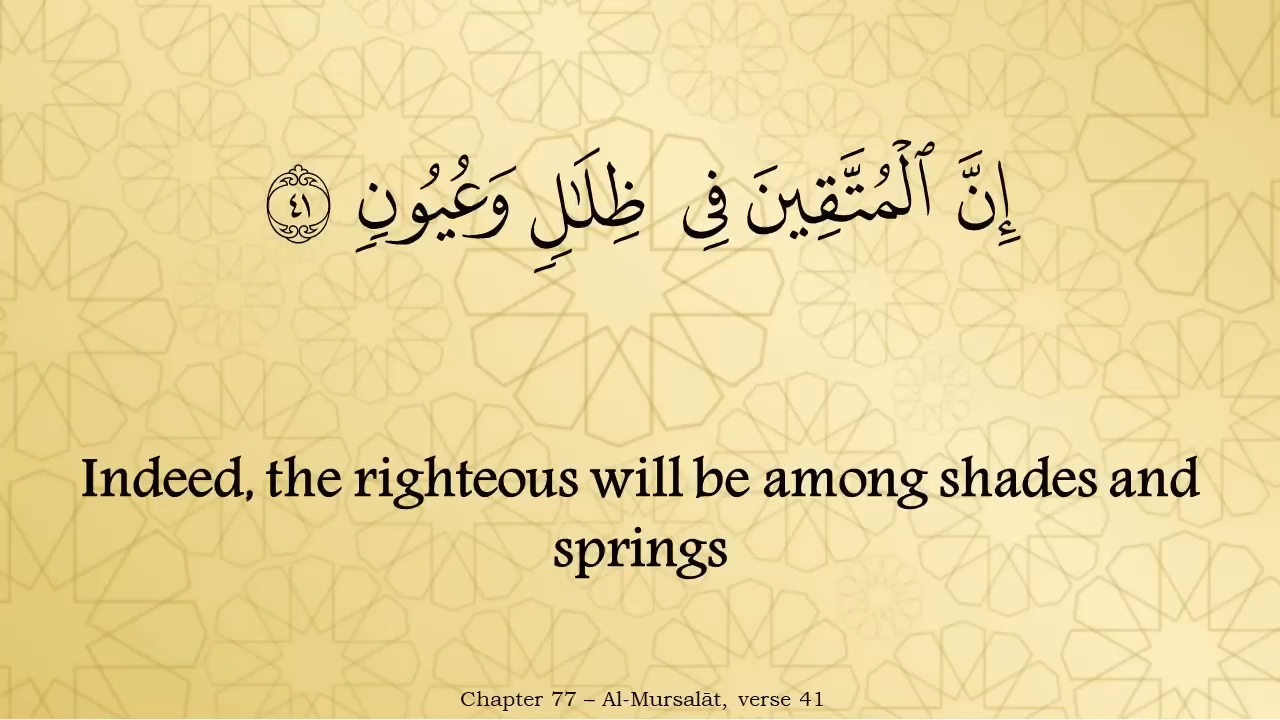 إِنَّ ٱلْمُتَّقِينَ فِى ظِلَـٰلٍ وَعُيُونٍ ٤١
Indeed, the righteous will be among shades and
springs
Chapter 77 – Al-Mursalāt, verse 41